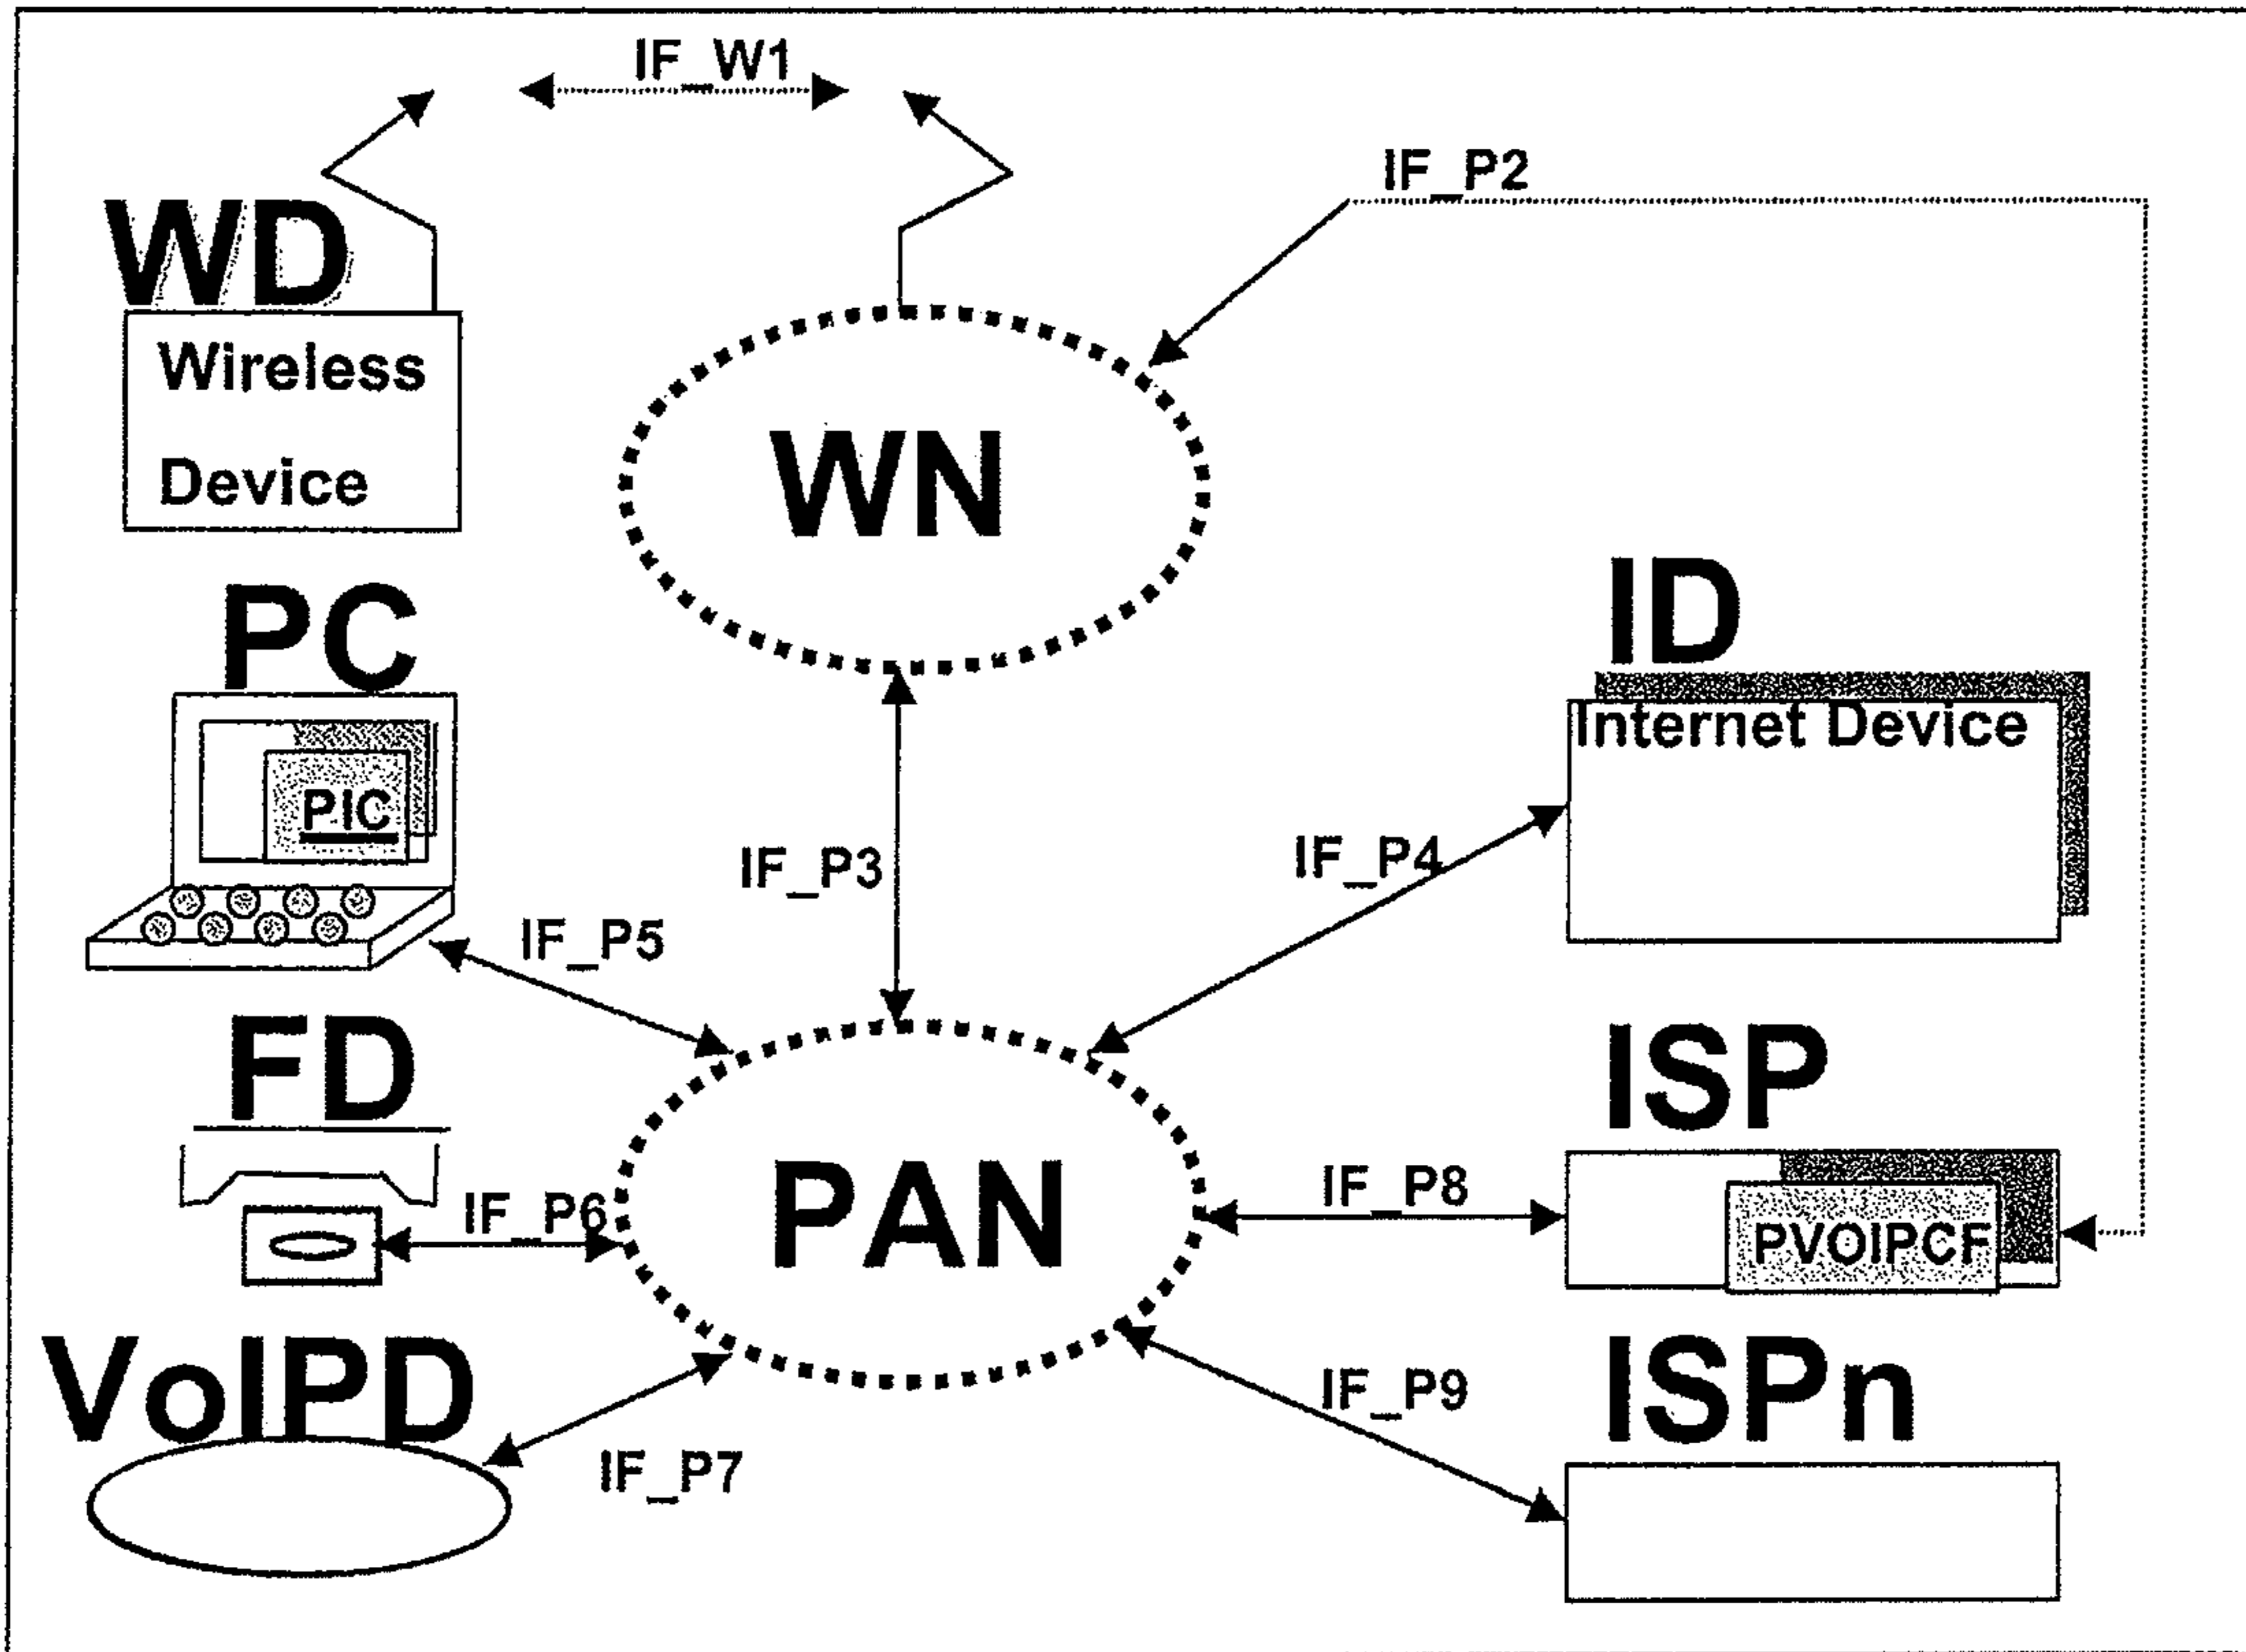 IF_W1
IF_P2
WD
Wireless
Device
WN
PC
PIC
ID
Internet Device
IF_P3
IF_P4
IF_P5
FD
ISP
PAN
IF_P6
IF_P8
PVOIPCF
VoIPD
IF_P7
IF_P9
ISPn